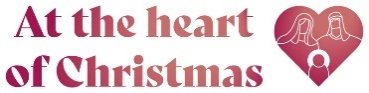 At the heart
of Christmas